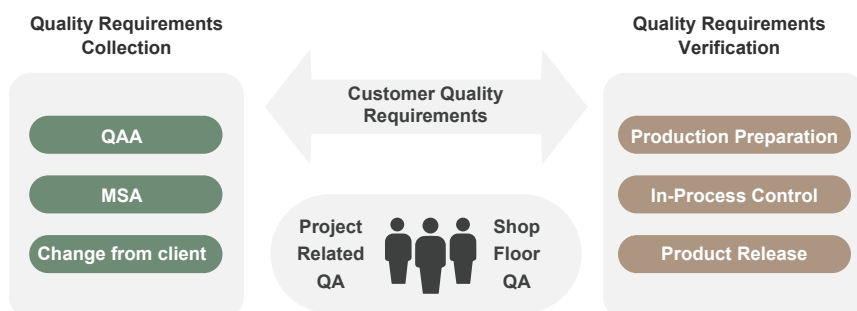 Quality Requirements
Collection
QAA
MSA
Change from client
Customer Quality
Requirements
Project
Related
QA
Shop
Floor
QA
Quality Requirements
Verification
Production Preparation
In-Process Control
Product Release